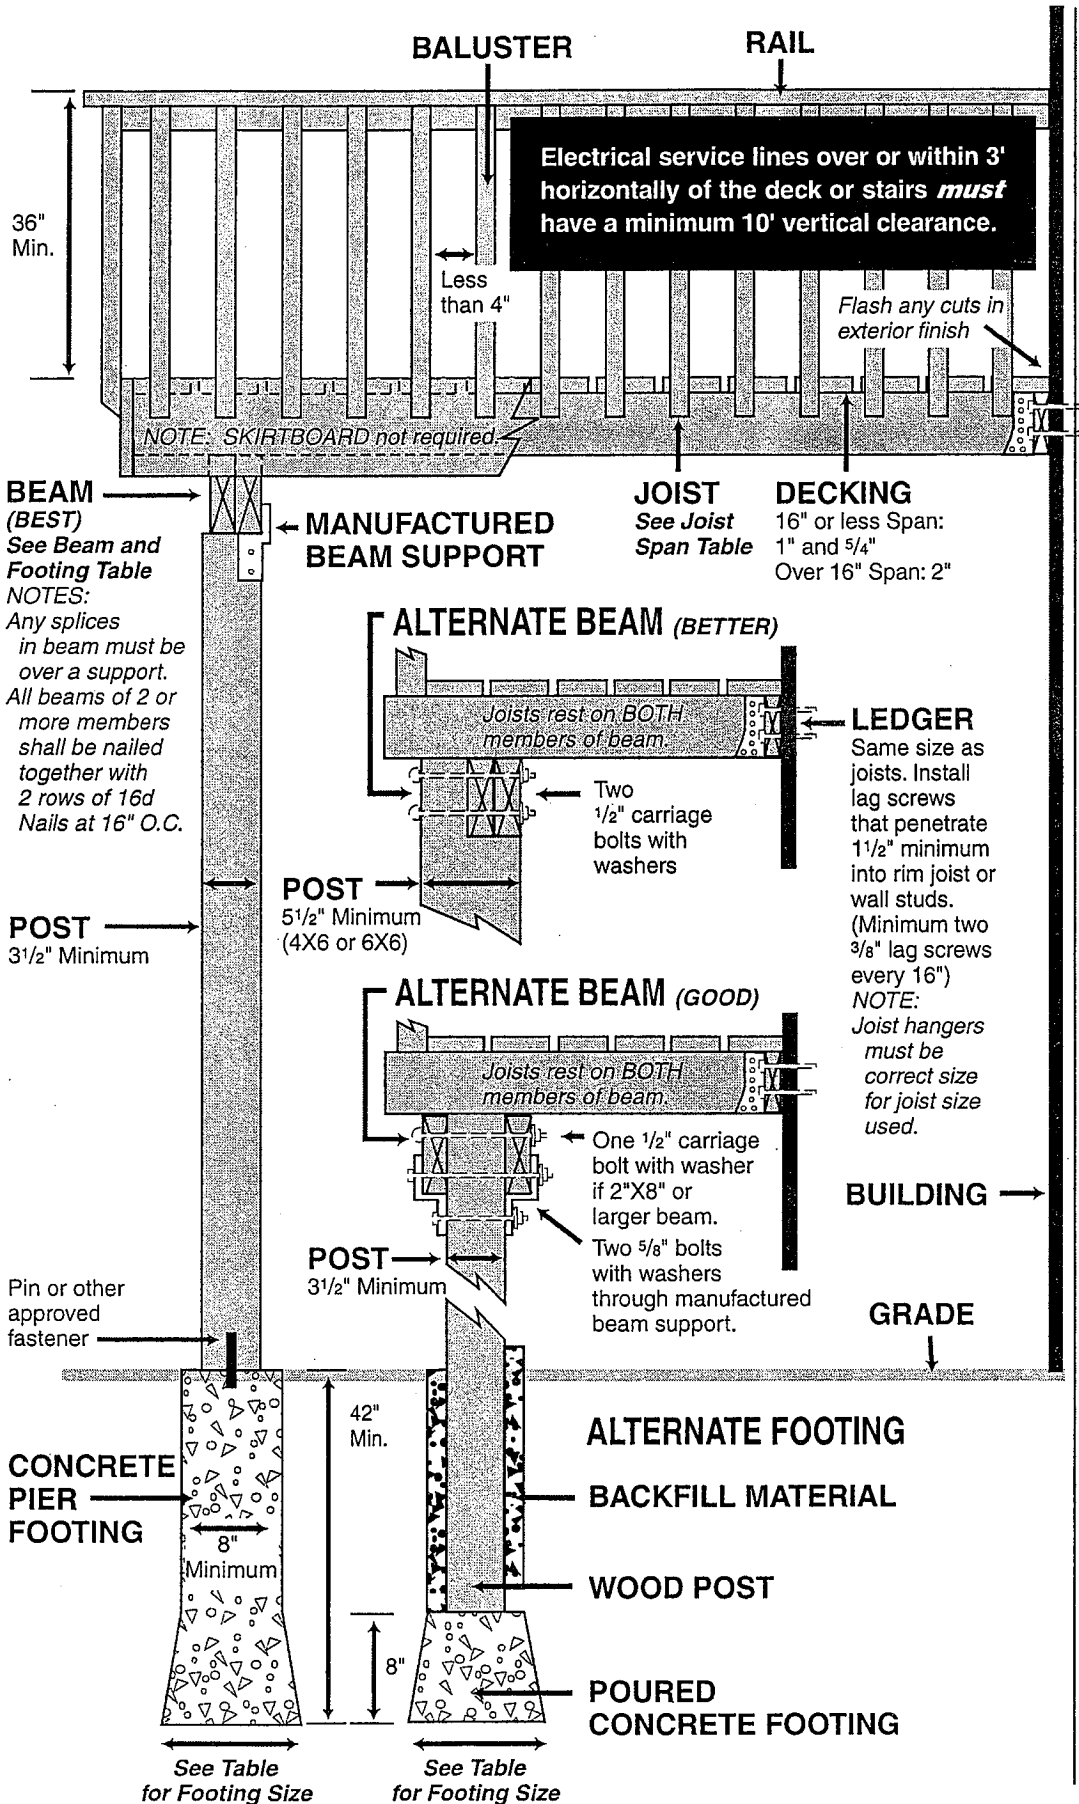 BALUSTER
RAIL
Electrical service lines over or within 3'
horizontally of the deck or stairs must
have a minimum 10' vertical clearance.
36"
Min.
Less
than 4"
Flash any cuts in
exterior finish
NOTE: SKIRTBOARD not required.
BEAM
(BEST)
See Beam and
Footing Table
NOTES:
Any splices
in beam must be
over a support.
All beams of 2 or
more members
shall be nailed
together with
2 rows of 16d
Nails at 16" O.C.
MANUFACTURED
BEAM SUPPORT
JOIST
See Joist
Span Table
DECKING
16" or less Span:
1" and 5/4"
Over 16" Span: 2"
ALTERNATE BEAM (BETTER)
Joists rest on BOTH
members of beam.
Two
1/2" carriage
bolts with
washers
POST
5 1/2" Minimum
(4X6 or 6X6)
LEDGER
Same size as
joists. Install
lag screws
that penetrate
1 1/2" minimum
into rim joist or
wall studs.
(Minimum two
3/8" lag screws
every 16")
NOTE:
Joist hangers
must be
correct size
for joist size
used.
POST
3 1/2" Minimum
ALTERNATE BEAM (GOOD)
Joists rest on BOTH
members of beam.
One 1/2" carriage
bolt with washer
if 2"X8" or
larger beam.
Two 5/8" bolts
with washers
through manufactured
beam support.
POST
3 1/2" Minimum
BUILDING
Pin or other
approved
fastener
GRADE
42"
Min.
ALTERNATE FOOTING
CONCRETE
PIER
FOOTING
8"
Minimum
BACKFILL MATERIAL
WOOD POST
8"
POURED
CONCRETE FOOTING
See Table
for Footing Size
See Table
for Footing Size